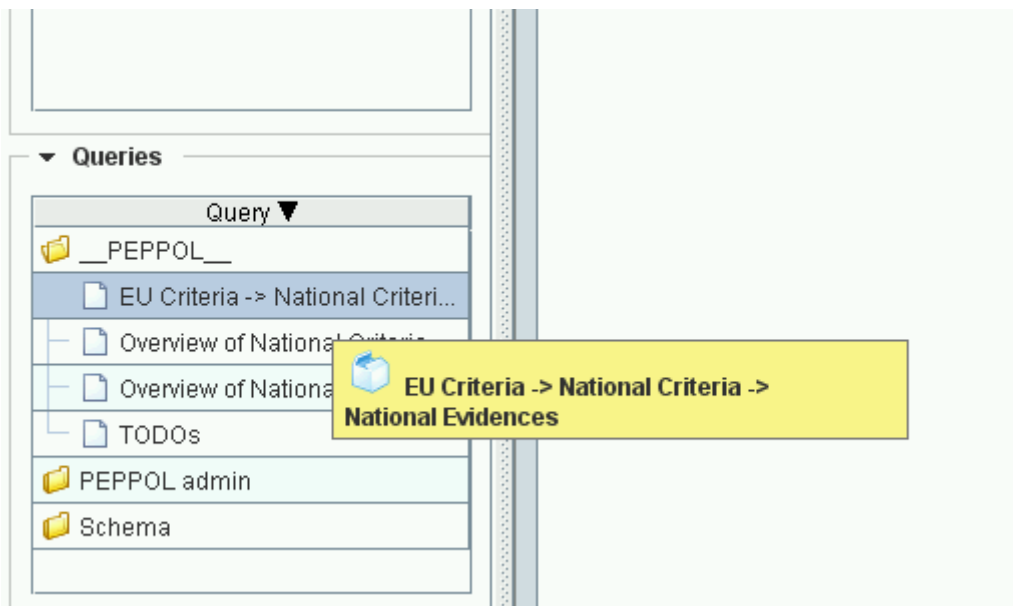 Queries
Query ▼
__PEPPOL__
EU Criteria -> National Criteri...
Overview of National Criteria
Overview of Nationa
EU Criteria -> National Criteria ->
National Evidences
TODOs
PEPPOL admin
Schema